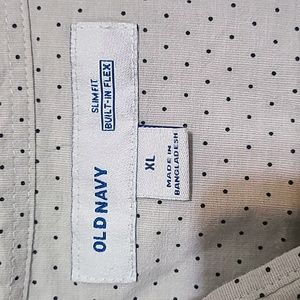 OLD NAVY
SLIM FIT
BUILT-IN FLEX
XL
MADE IN
BANGLADESH